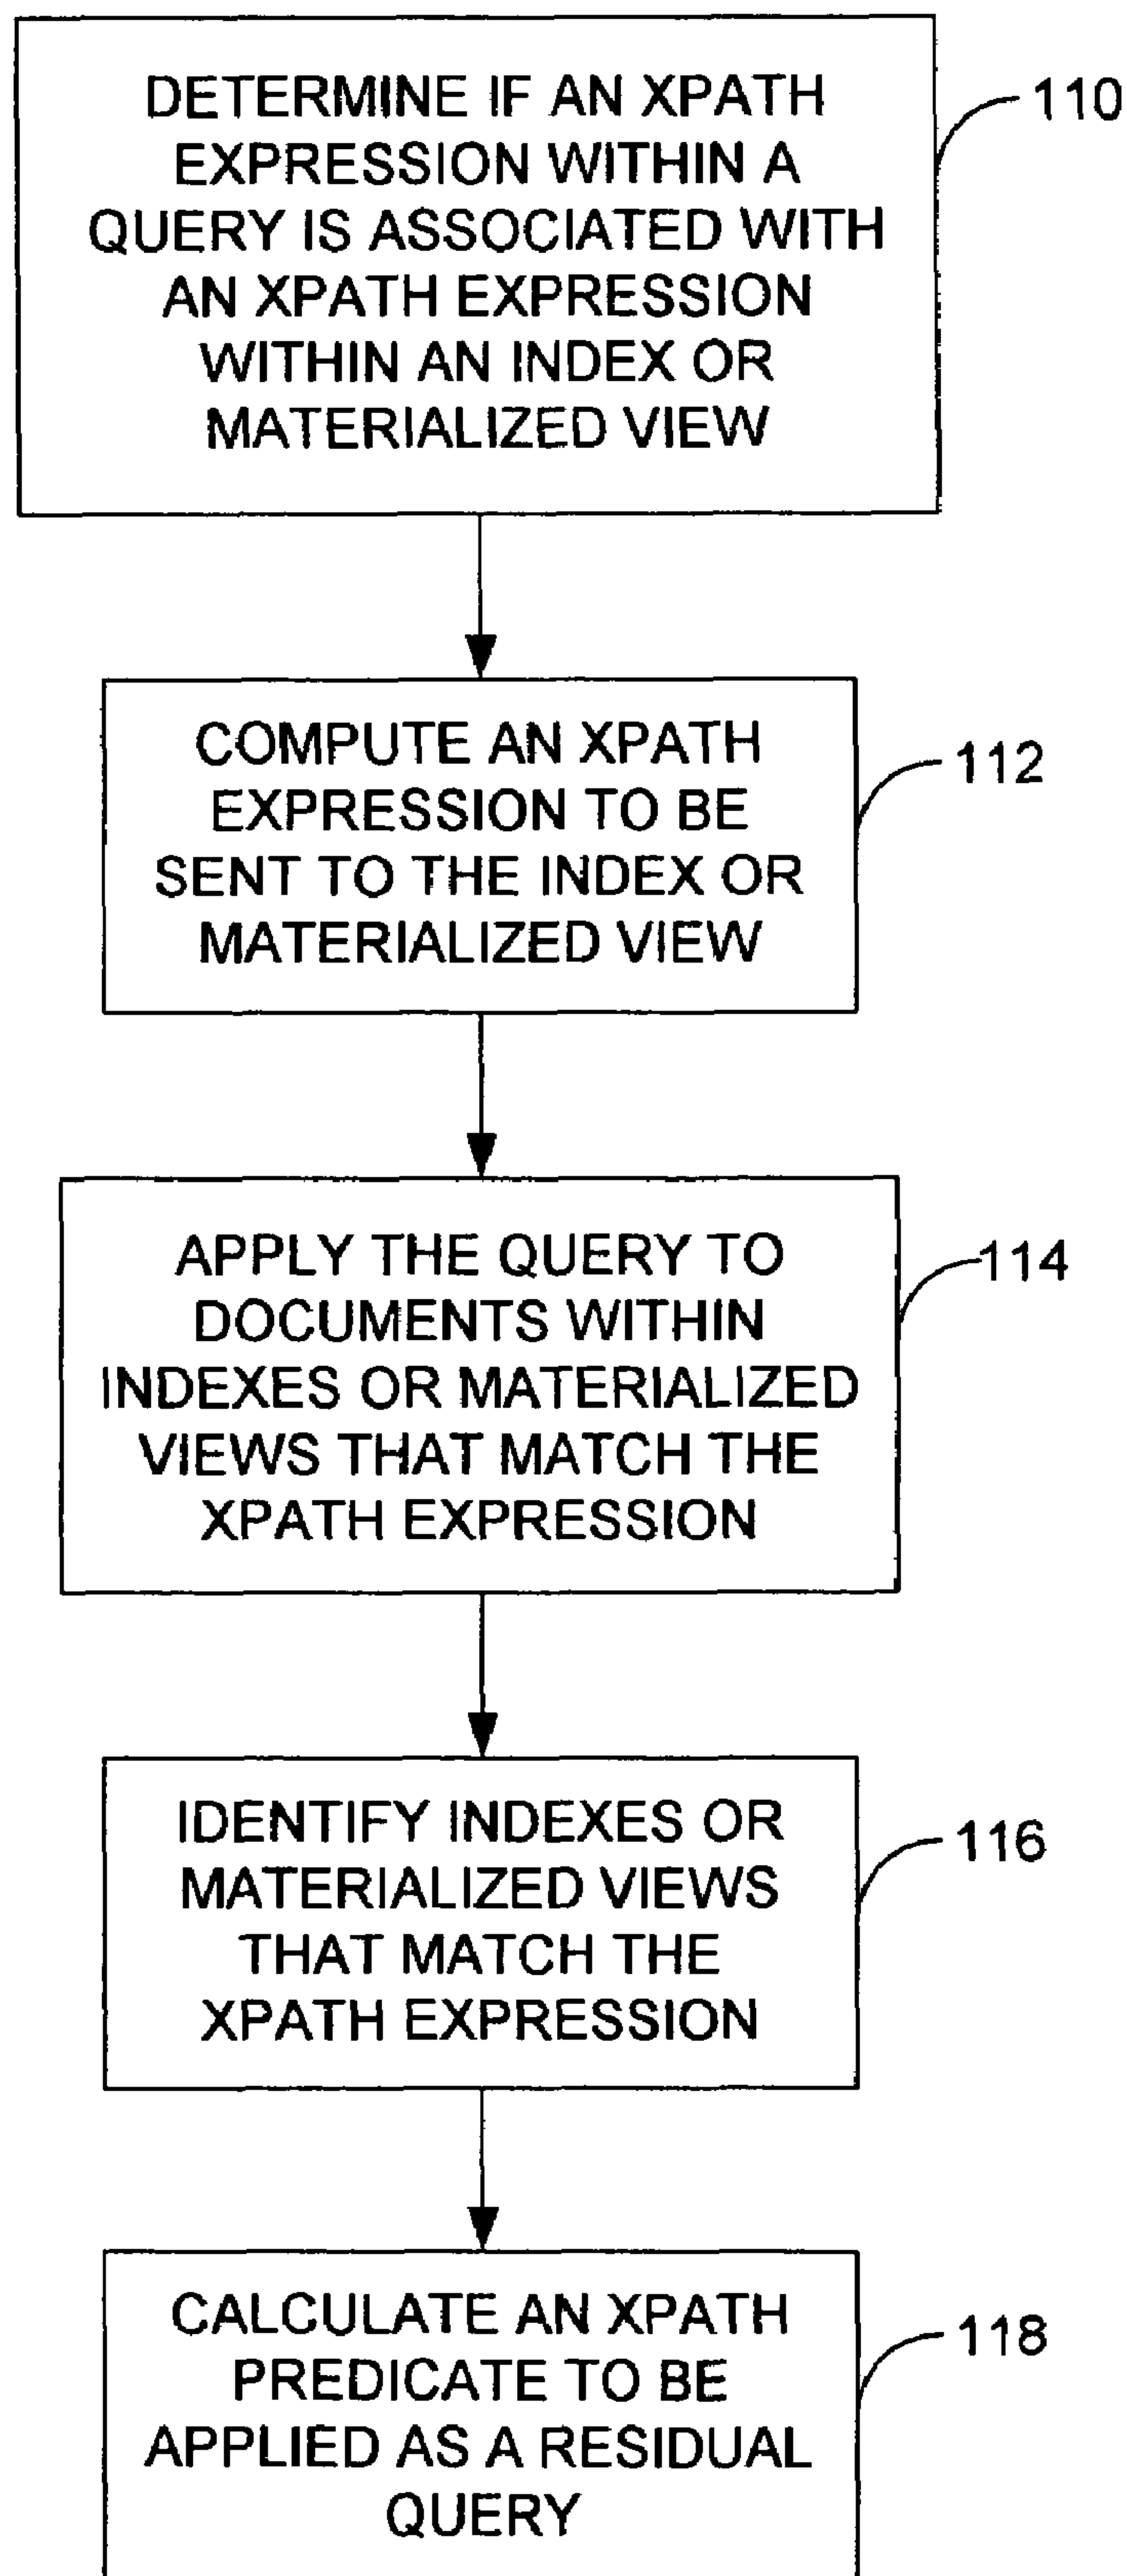 DETERMINE IF AN XPATH
EXPRESSION WITHIN A
QUERY IS ASSOCIATED WITH
AN XPATH EXPRESSION
WITHIN AN INDEX OR
MATERIALIZED VIEW
110
COMPUTE AN XPATH
EXPRESSION TO BE
SENT TO THE INDEX OR
MATERIALIZED VIEW
112
APPLY THE QUERY TO
DOCUMENTS WITHIN
INDEXES OR MATERIALIZED
VIEWS THAT MATCH THE
XPATH EXPRESSION
114
IDENTIFY INDEXES OR
MATERIALIZED VIEWS
THAT MATCH THE
XPATH EXPRESSION
116
CALCULATE AN XPATH
PREDICATE TO BE
APPLIED AS A RESIDUAL
QUERY
118